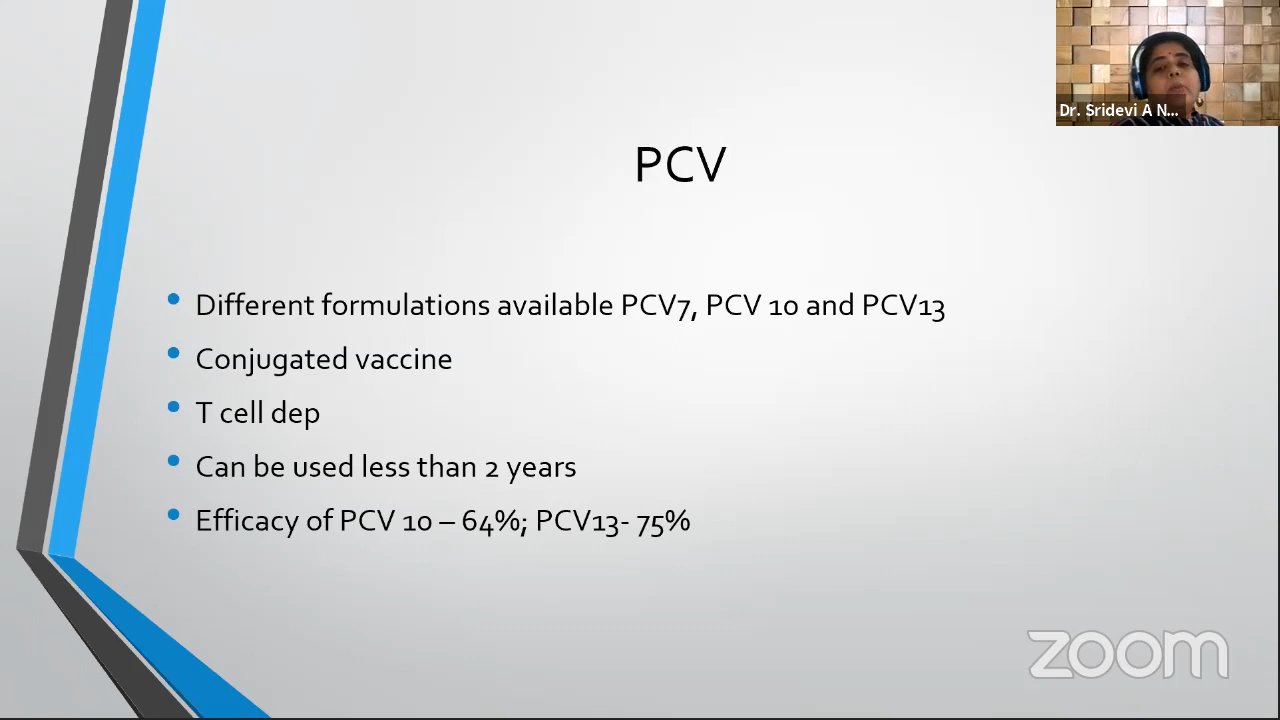 Dr. Sridevi A N...
PCV
Different formulations available PCV7, PCV 10 and PCV13
Conjugated vaccine
T cell dep
Can be used less than 2 years
Efficacy of PCV 10 – 64%; PCV13- 75%
zoom